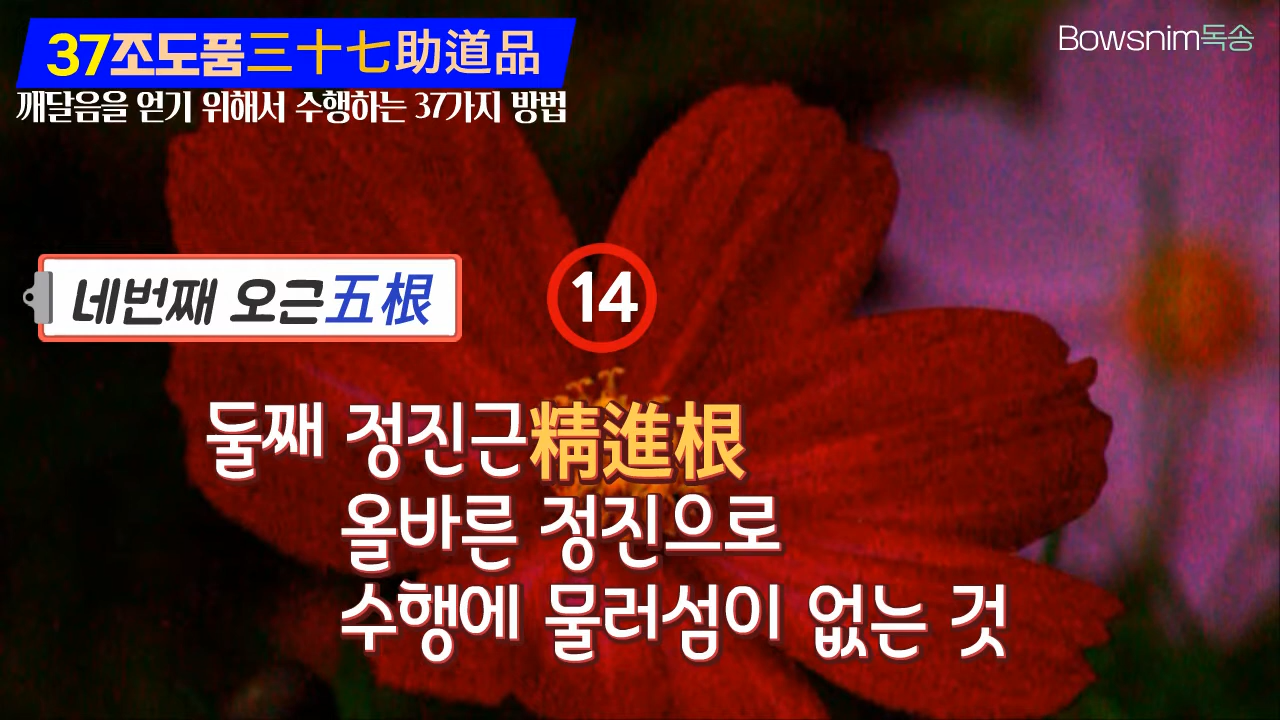 37조도품三十七助道品
Bowsnim독송
깨달음을 얻기 위해서 수행하는 37가지 방법
네번째 오근五根
14
둘째 정진근精進根
올바른 정진으로
수행에 물러섬이 없는 것